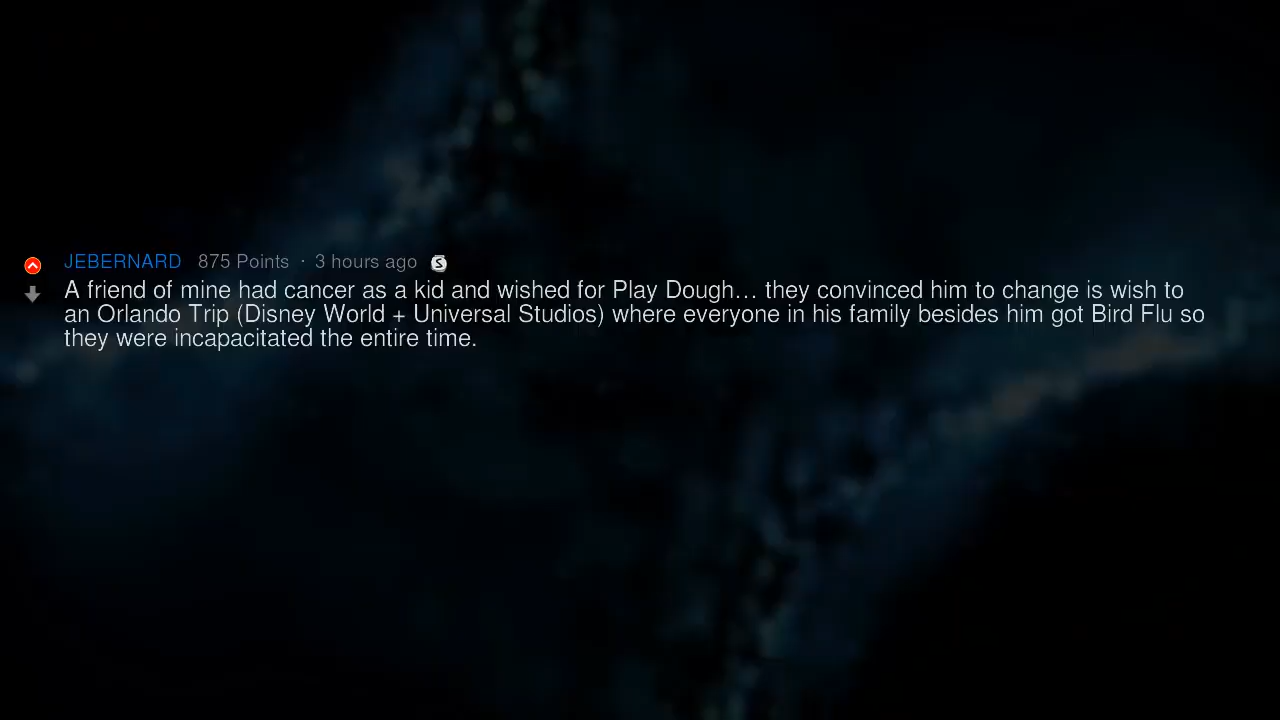 JEBERNARD 875 Points · 3 hours ago S
A friend of mine had cancer as a kid and wished for Play Dough… they convinced him to change is wish to
an Orlando Trip (Disney World + Universal Studios) where everyone in his family besides him got Bird Flu so
they were incapacitated the entire time.